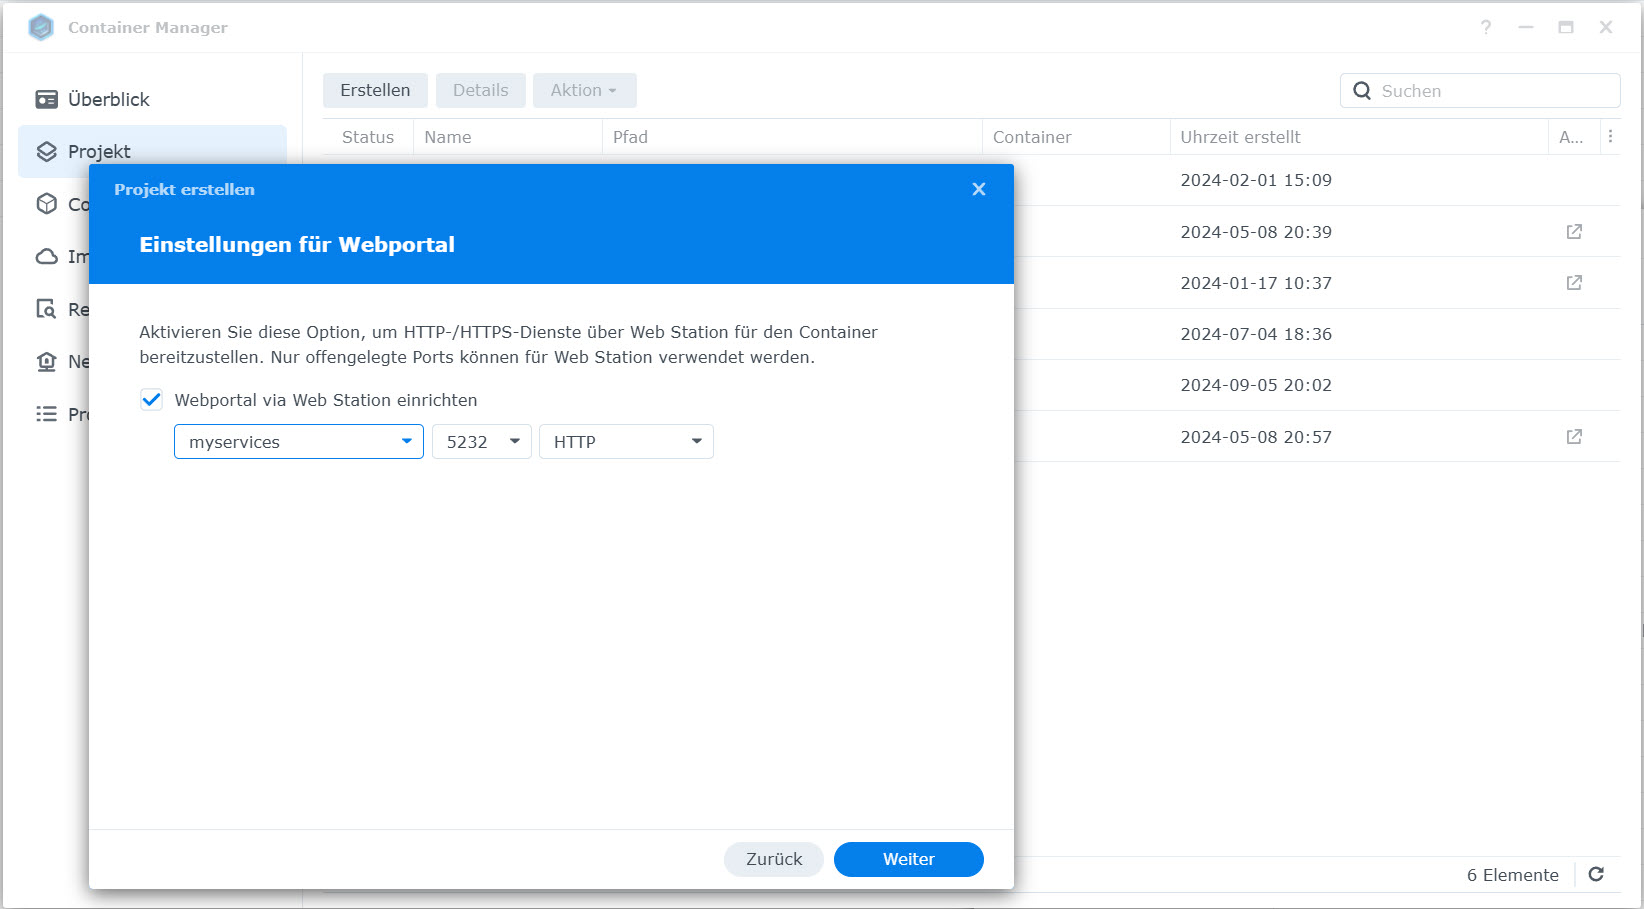 Container Manager
?
Überblick
Projekt
Co
Im
Re
Ne
Pro
Erstellen
Details
Aktion
Suchen
Status
Name
Pfad
Container
Uhrzeit erstellt
A...
2024-02-01 15:09
2024-05-08 20:39
2024-01-17 10:37
2024-07-04 18:36
2024-09-05 20:02
2024-05-08 20:57
6 Elemente
Projekt erstellen
Einstellungen für Webportal
Aktivieren Sie diese Option, um HTTP-/HTTPS-Dienste über Web Station für den Container
bereitzustellen. Nur offengelegte Ports können für Web Station verwendet werden.
Webportal via Web Station einrichten
myservices
5232
HTTP
Zurück
Weiter